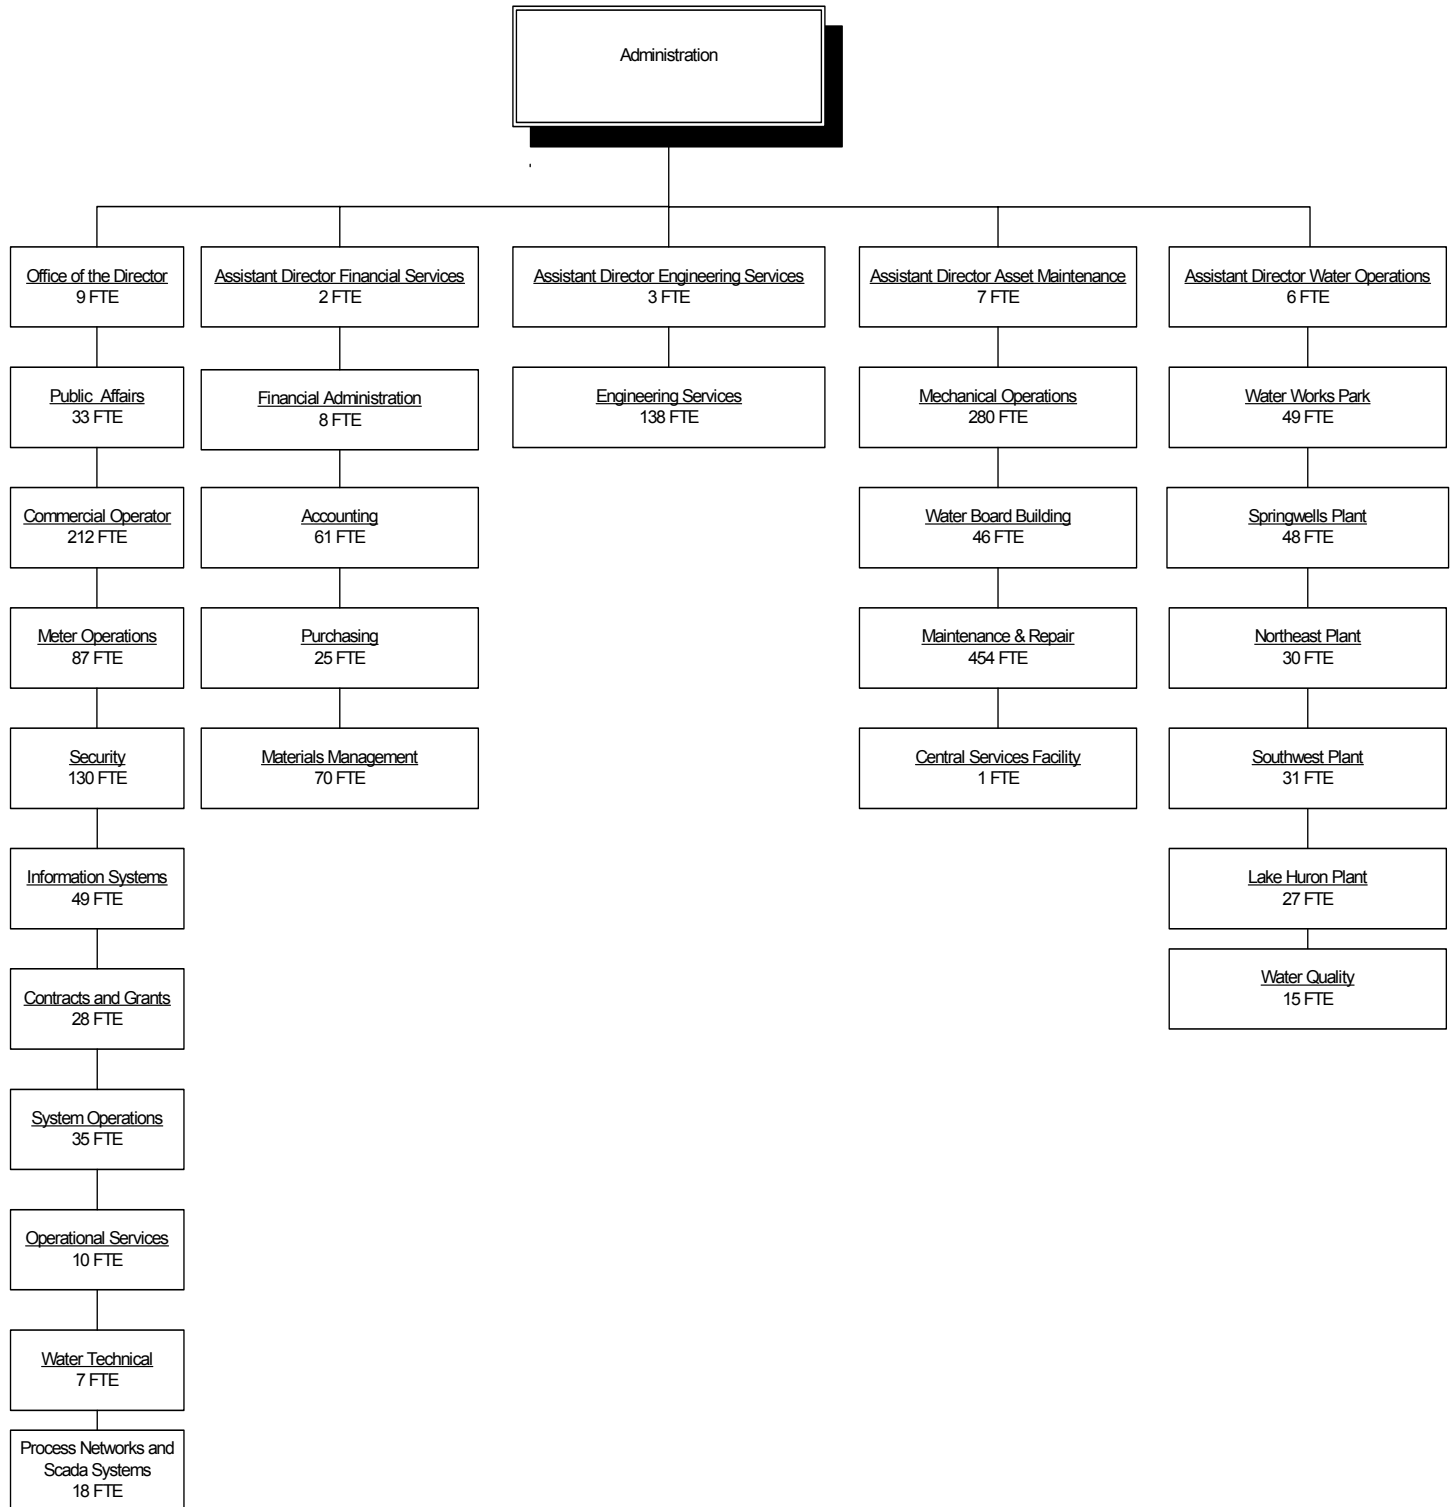 Administration
Office of the Director
9 FTE
Assistant Director Financial Services
2 FTE
Assistant Director Engineering Services
3 FTE
Assistant Director Asset Maintenance
7 FTE
Assistant Director Water Operations
6 FTE
Public Affairs
33 FTE
Financial Administration
8 FTE
Engineering Services
138 FTE
Mechanical Operations
280 FTE
Water Works Park
49 FTE
Commercial Operator
212 FTE
Accounting
61 FTE
Water Board Building
46 FTE
Springwells Plant
48 FTE
Meter Operations
87 FTE
Purchasing
25 FTE
Maintenance & Repair
454 FTE
Northeast Plant
30 FTE
Security
130 FTE
Materials Management
70 FTE
Central Services Facility
1 FTE
Southwest Plant
31 FTE
Information Systems
49 FTE
Lake Huron Plant
27 FTE
Contracts and Grants
28 FTE
Water Quality
15 FTE
System Operations
35 FTE
Operational Services
10 FTE
Water Technical
7 FTE
Process Networks and
Scada Systems
18 FTE